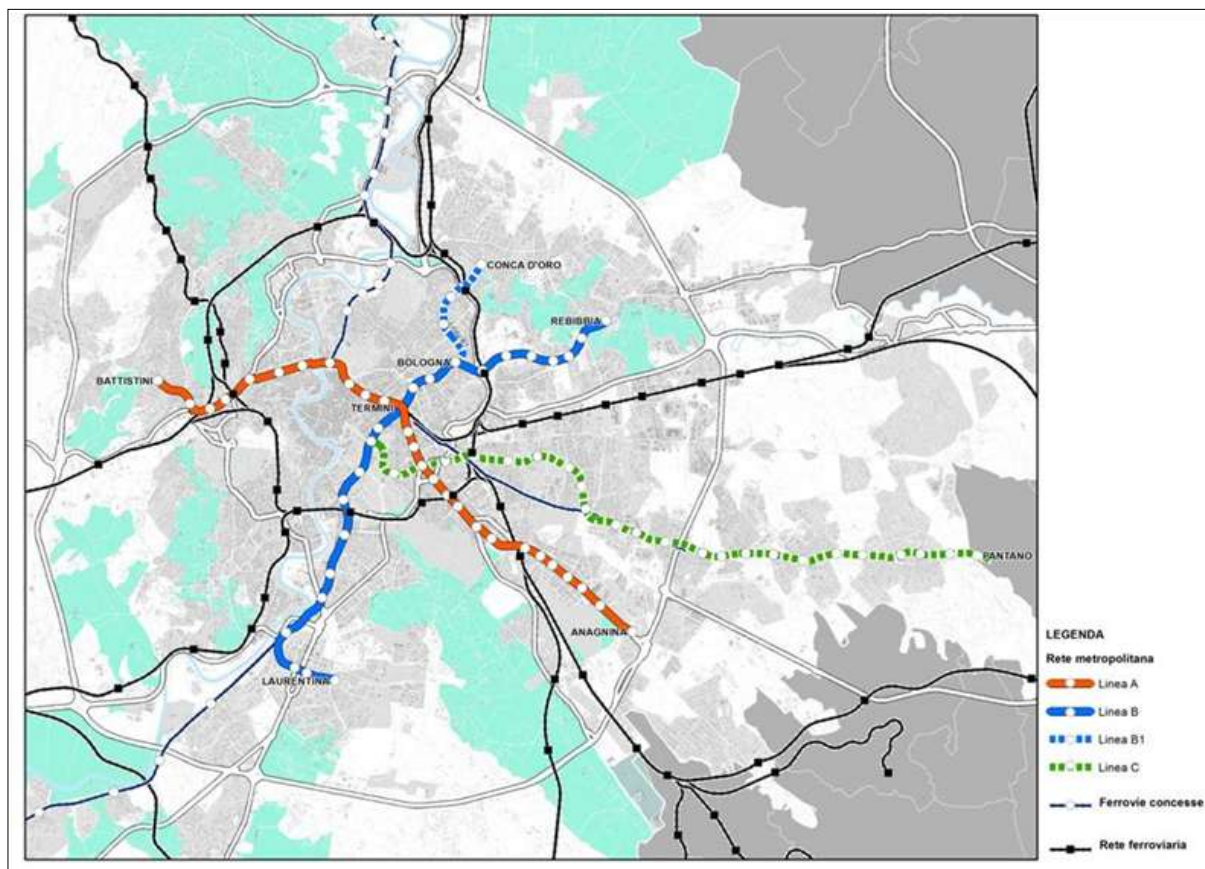 CONCA D'ORO
REBIBBIA
BOLOGNA
BATTISTINI
TERMINI
PANTANO
ANAGNINA
LAURENTINA
LEGENDA
Rete metropolitana
Linea A
Linea B
Linea B1
Linea C
Ferrovie concesse
Rete ferroviaria